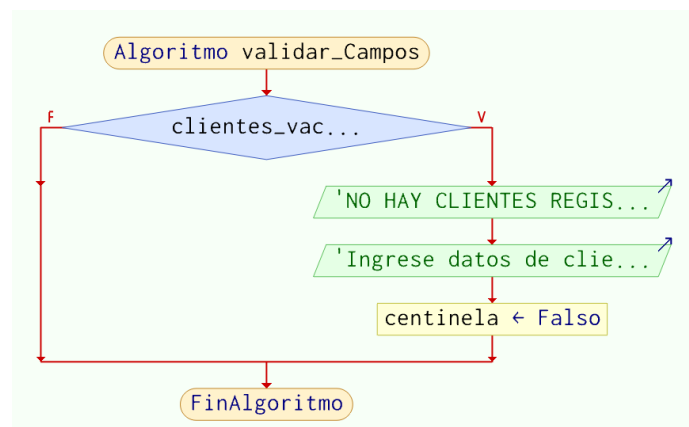 Algoritmo validar_Campos
F
V
clientes_vac...
'NO HAY CLIENTES REGIS...
'Ingrese datos de clie...
centinela ← Falso
FinAlgoritmo